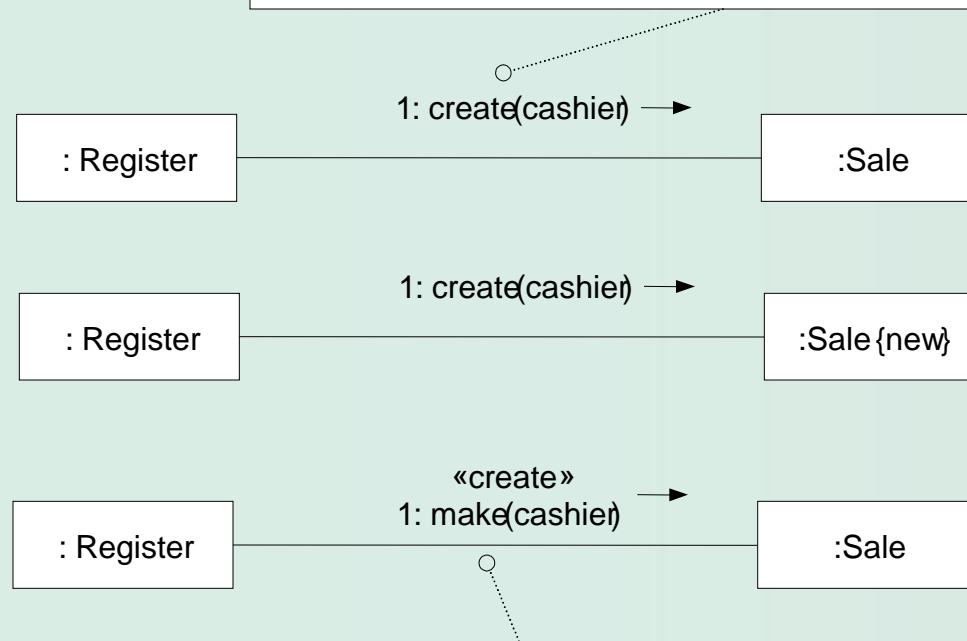 1: create(cashier)
: Register
:Sale
1: create(cashier)
: Register
:Sale {new}
«create»
1: make(cashier)
: Register
:Sale